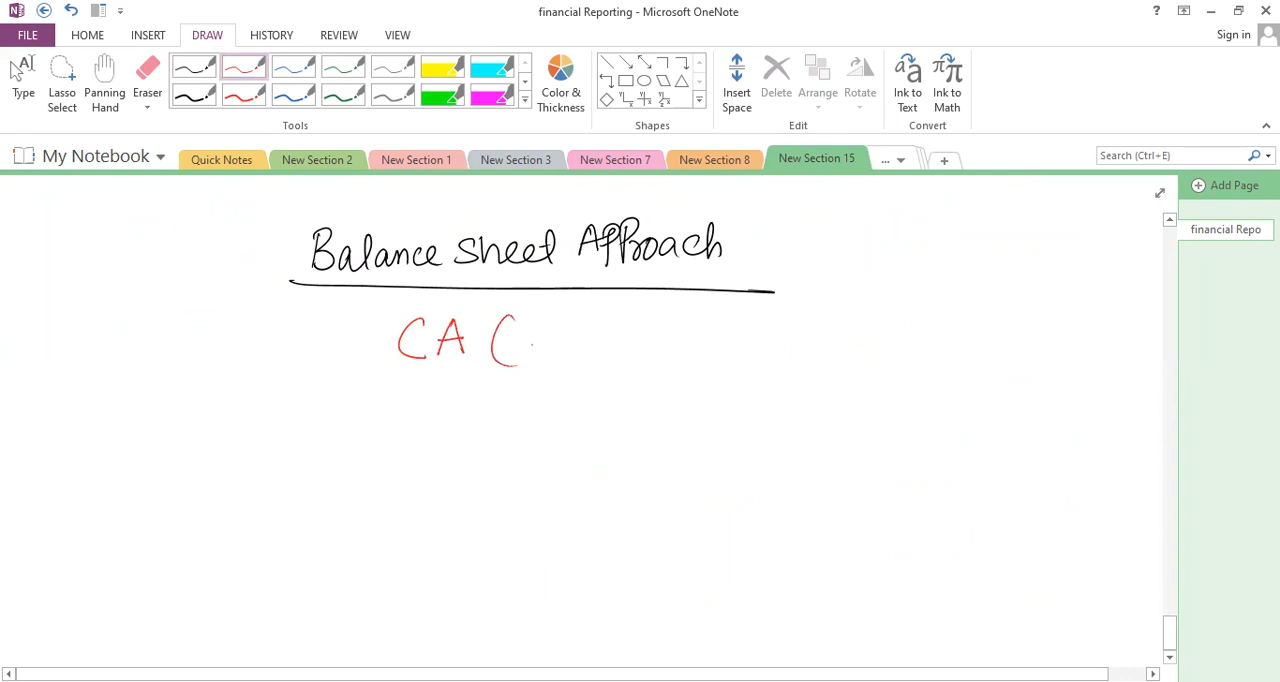 financial Reporting - Microsoft OneNote
?
FILE HOME INSERT DRAW HISTORY REVIEW VIEW Sign in
Type Lasso Select Panning Hand Eraser Color & Thickness Insert Space Delete Arrange Rotate Ink to Text Ink to Math
Tools Shapes Edit Convert
My Notebook Quick Notes New Section 2 New Section 1 New Section 3 New Section 7 New Section 8 New Section 15 ... + Search (Ctrl+E)
Add Page
financial Repo
Balance Sheet Approach
CA (